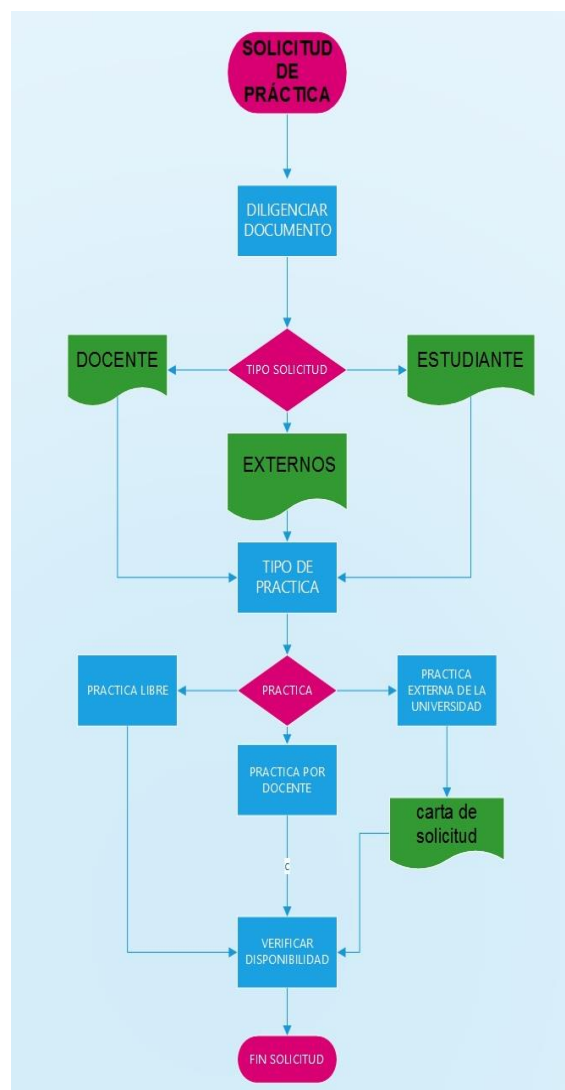 SOLICITUD
DE
PRÁCTICA
DILIGENCIAR
DOCUMENTO
DOCENTE
TIPO SOLICITUD
ESTUDIANTE
EXTERNOS
TIPO DE
PRACTICA
PRACTICA LIBRE
PRACTICA
PRACTICA
EXTERNA DE LA
UNIVERSIDAD
PRACTICA POR
DOCENTE
carta de
solicitud
c
VERIFICAR
DISPONIBILIDAD
FIN SOLICITUD